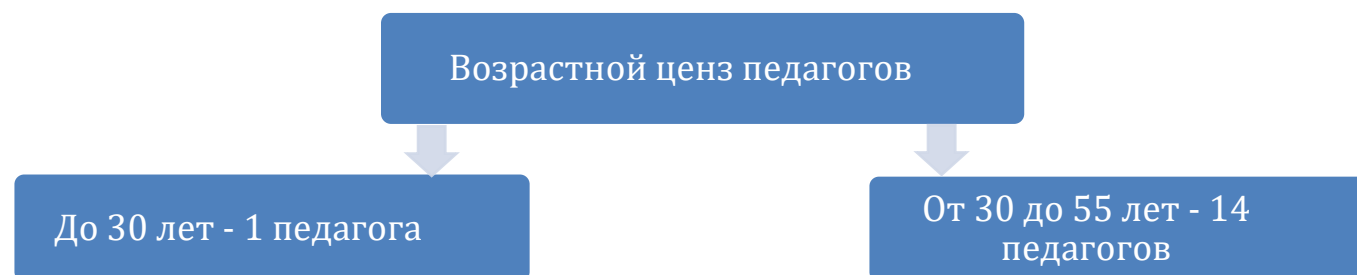 Возрастной ценз педагогов
До 30 лет - 1 педагога
От 30 до 55 лет - 14
педагогов